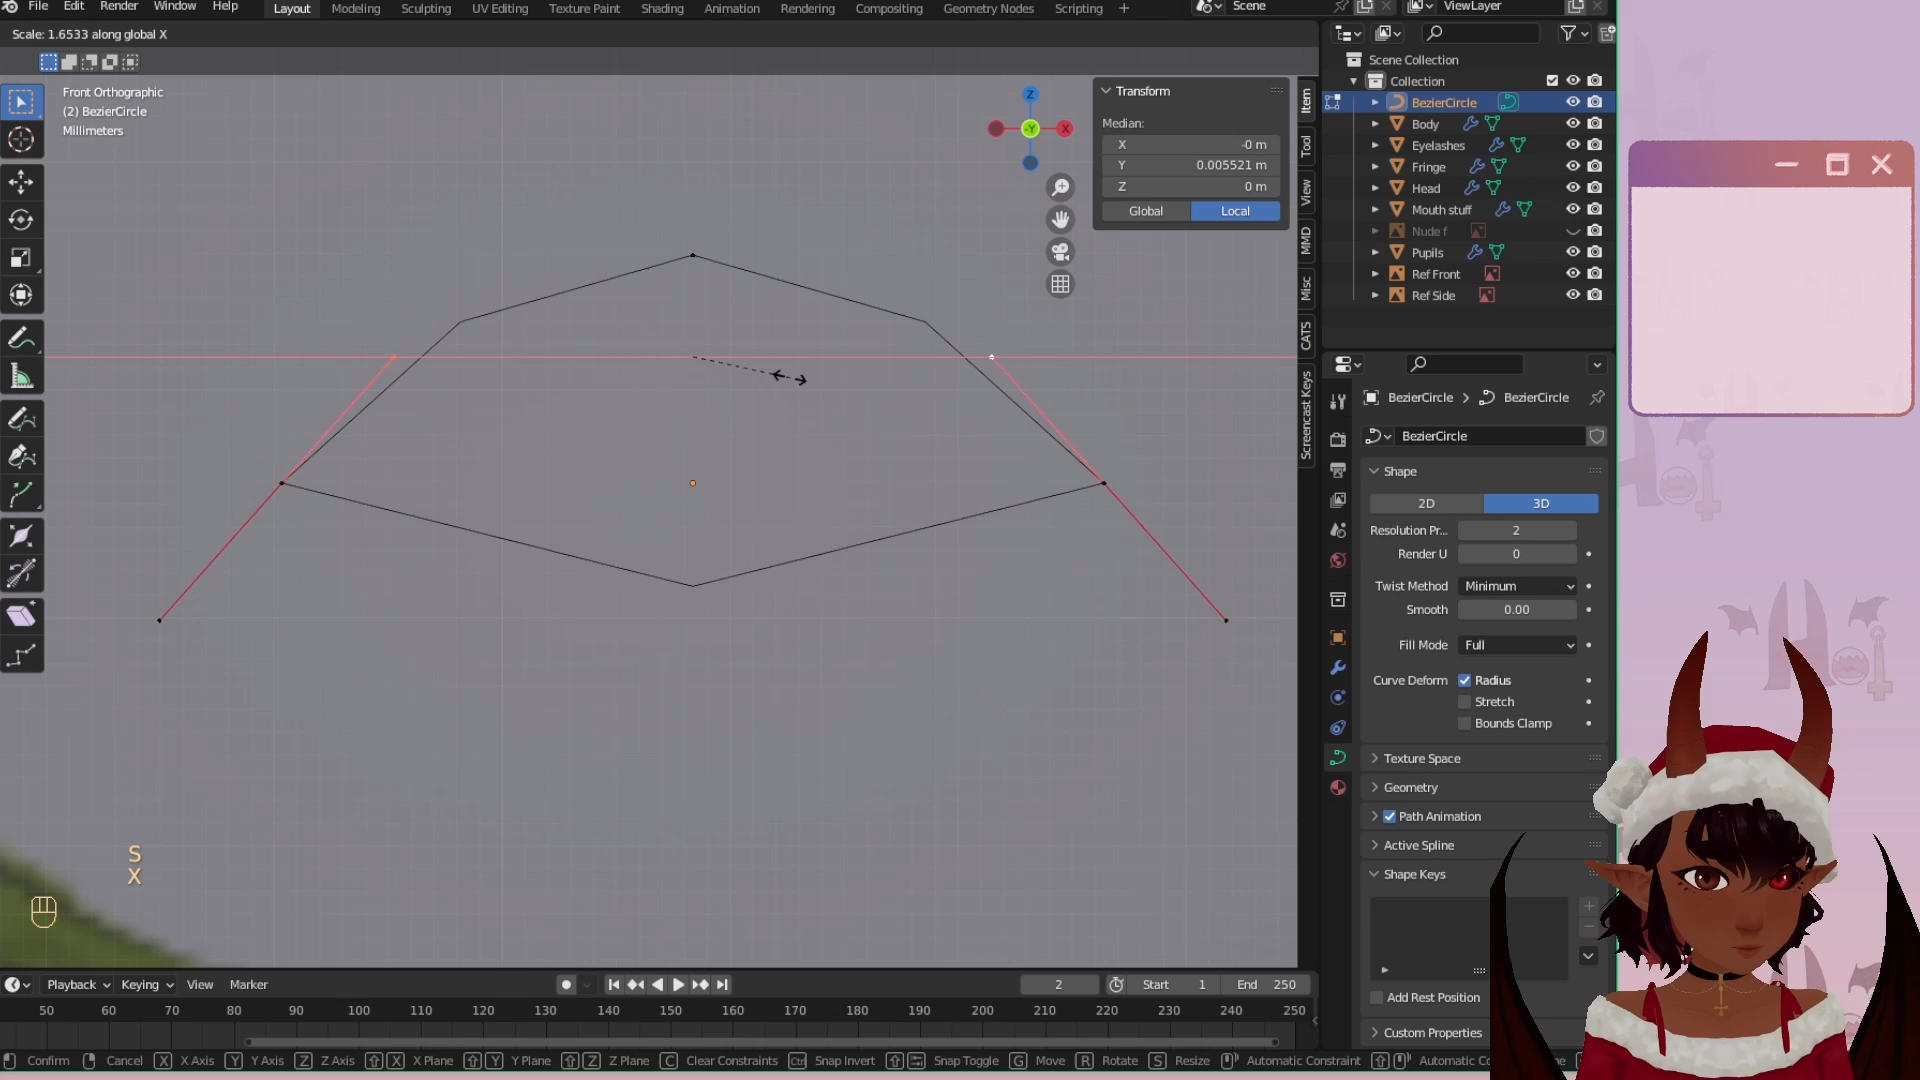 File Edit Render Window Help Layout Modeling Sculpting UV Editing Texture Paint Shading Animation Rendering Compositing Geometry Nodes Scripting + Scene ViewLayer
Scale: 1.6533 along global X
Front Orthographic
(2) BezierCircle
Millimeters
Z
-Y
X
Transform
Median:
X -0 m
Y 0.005521 m
Z 0 m
Global Local
Item
Tool
View
MMD
Misc
CATS
Screencast Keys
Scene Collection
Collection
BezierCircle
Body
Eyelashes
Fringe
Head
Mouth stuff
Nude f
Pupils
Ref Front
Ref Side
BezierCircle > BezierCircle
BezierCircle
Shape
2D 3D
Resolution Pr... 2
Render U 0
Twist Method Minimum
Smooth 0.00
Fill Mode Full
Curve Deform Radius
Stretch
Bounds Clamp
Texture Space
Geometry
Path Animation
Active Spline
Shape Keys
Add Rest Position
Custom Properties
S
X
Playback Keying View Marker 2 Start 1 End 250
50 60 70 80 90 100 110 120 130 140 150 160 170 180 190 200 210 220 230 240 250
Confirm Cancel X X Axis Y Y Axis Z Z Axis X X Plane Y Y Plane Z Z Plane C Clear Constraints Ctrl Snap Invert Snap Toggle G Move R Rotate S Resize Automatic Constraint Automatic Co